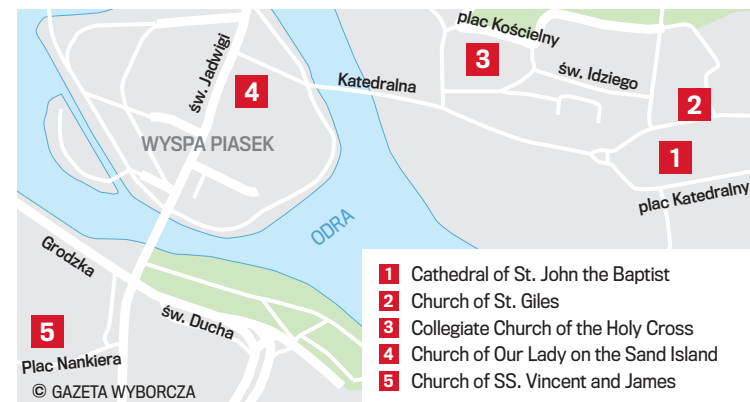 plac Kościelny
św. Jadwigi
3
św. Idziego
Katedralna
4
2
WYSPA PIASEK
1
plac Katedralny
ODRA
Grodzka
św. Ducha
5
Plac Nankiera
© GAZETA WYBORCZA
1 Cathedral of St. John the Baptist
2 Church of St. Giles
3 Collegiate Church of the Holy Cross
4 Church of Our Lady on the Sand Island
5 Church of SS. Vincent and James